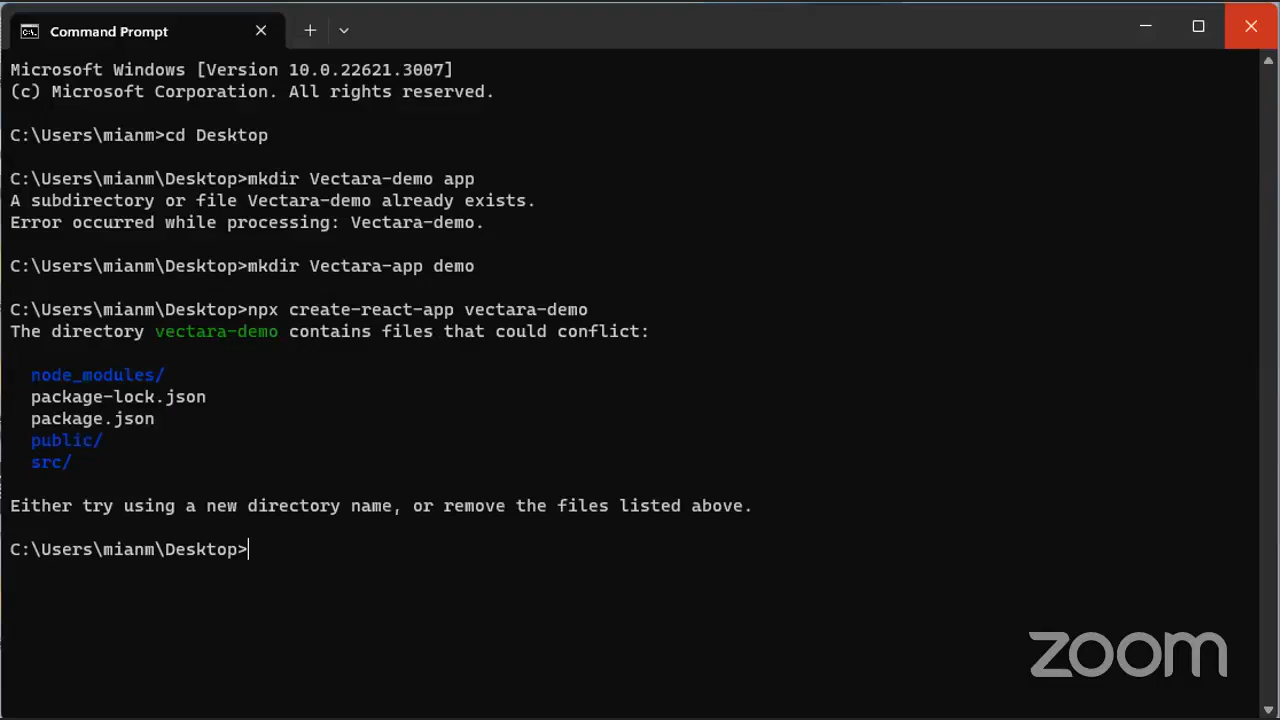 Command Prompt
Microsoft Windows [Version 10.0.22621.3007]
(c) Microsoft Corporation. All rights reserved.
C:\Users\mianm>cd Desktop
C:\Users\mianm\Desktop>mkdir Vectara-demo app
A subdirectory or file Vectara-demo already exists.
Error occurred while processing: Vectara-demo.
C:\Users\mianm\Desktop>mkdir Vectara-app demo
C:\Users\mianm\Desktop>npx create-react-app vectara-demo
The directory vectara-demo contains files that could conflict:
node_modules/
package-lock.json
package.json
public/
src/
Either try using a new directory name, or remove the files listed above.
C:\Users\mianm\Desktop>
zoom